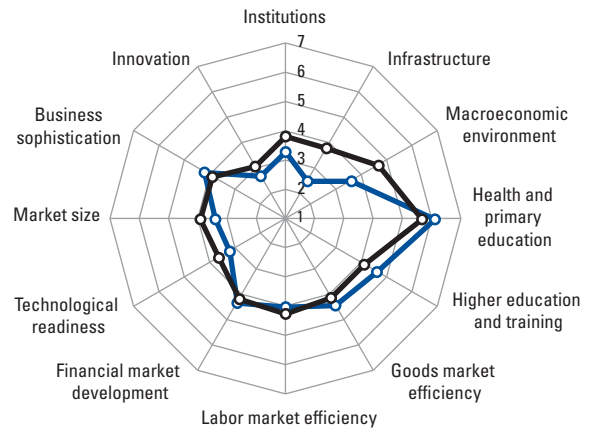 Institutions
7
6
5
4
3
2
1
Infrastructure
Macroeconomic
environment
Health and
primary
education
Higher education
and training
Goods market
efficiency
Labor market efficiency
Financial market
development
Technological
readiness
Market size
Business
sophistication
Innovation